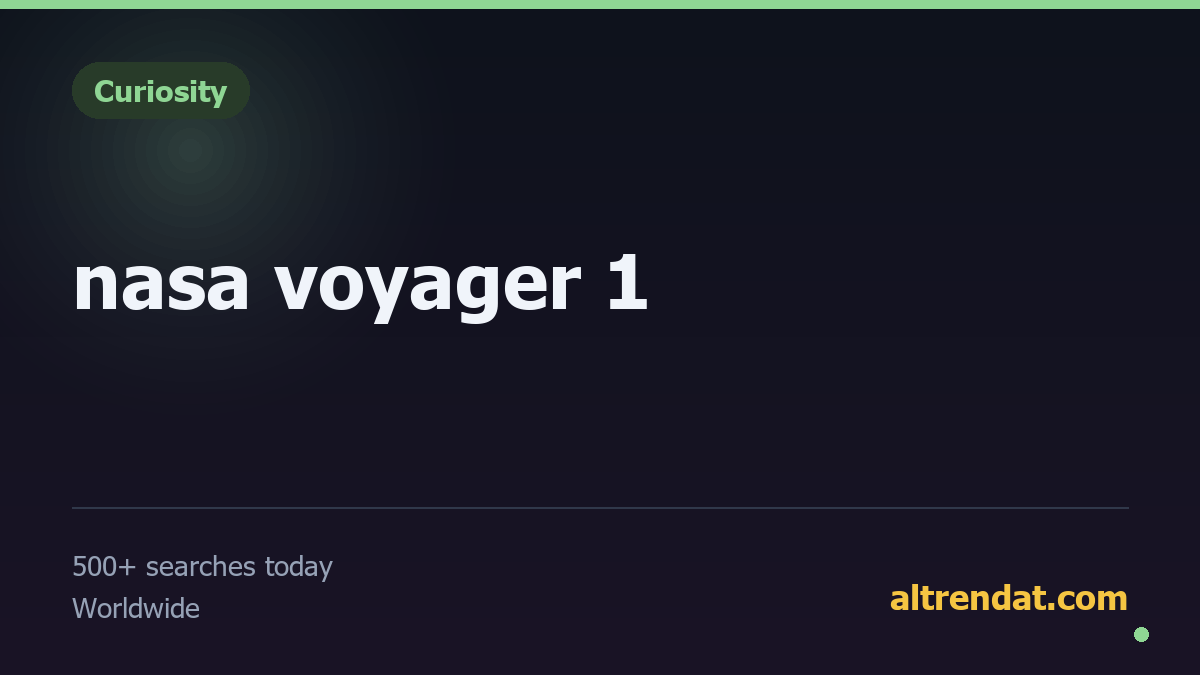 Curiosity
nasa voyager 1
500+ searches today
Worldwide
altrendat.com